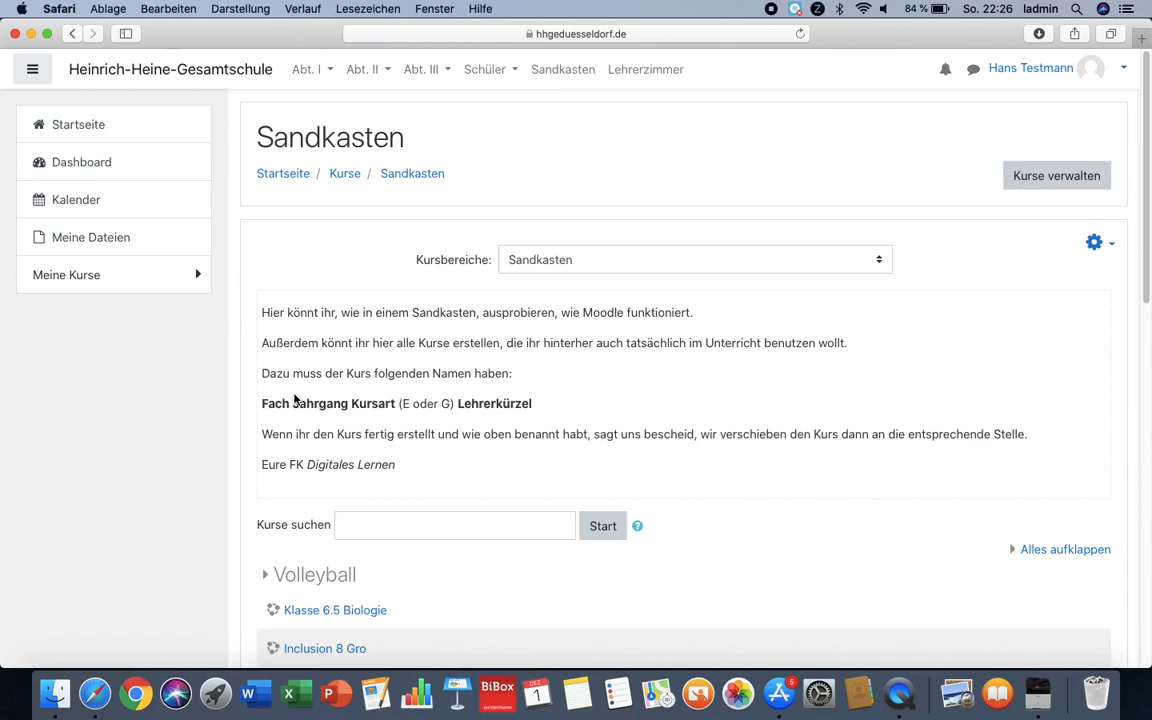 Safari Ablage Bearbeiten Darstellung Verlauf Lesezeichen Fenster Hilfe 84 % So. 22:26 ladmin
hhgeduesseldorf.de
Heinrich-Heine-Gesamtschule Abt. I Abt. II Abt. III Schüler Sandkasten Lehrerzimmer Hans Testmann
Startseite
Dashboard
Kalender
Meine Dateien
Meine Kurse
Sandkasten
Startseite / Kurse / Sandkasten
Kurse verwalten
Kursbereiche: Sandkasten
Hier könnt ihr, wie in einem Sandkasten, ausprobieren, wie Moodle funktioniert.
Außerdem könnt ihr hier alle Kurse erstellen, die ihr hinterher auch tatsächlich im Unterricht benutzen wollt.
Dazu muss der Kurs folgenden Namen haben:
Fach Jahrgang Kursart (E oder G) Lehrerkürzel
Wenn ihr den Kurs fertig erstellt und wie oben benannt habt, sagt uns bescheid, wir verschieben den Kurs dann an die entsprechende Stelle.
Eure FK Digitales Lernen
Kurse suchen Start ?
Alles aufklappen
Volleyball
Klasse 6.5 Biologie
Inclusion 8 Gro
W X P BiBox
westermann
DEZ
1
5